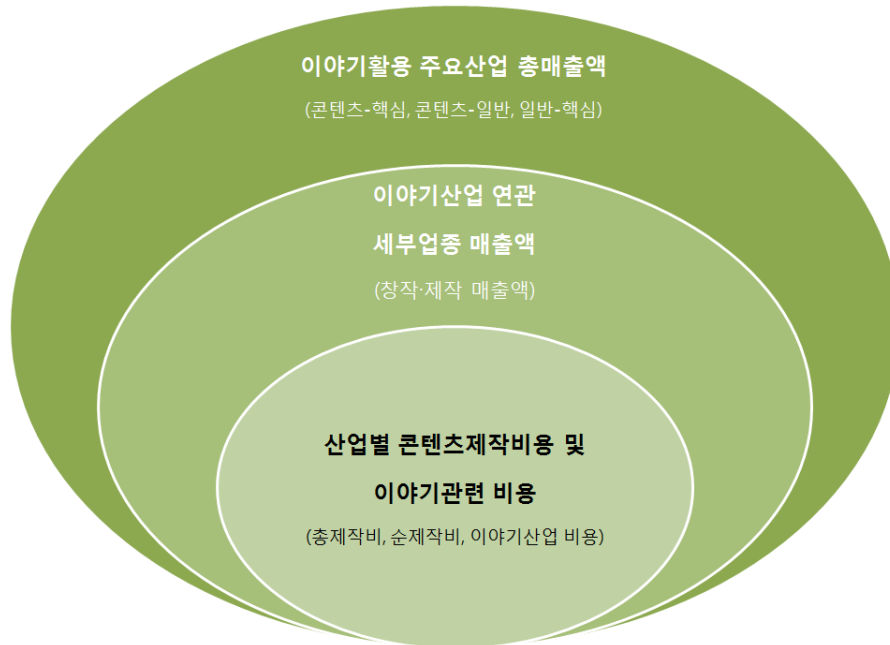 이야기활용 주요산업 총매출액
(콘텐츠-핵심, 콘텐츠-일반, 일반-핵심)
이야기산업 연관
세부업종 매출액
(창작·제작 매출액)
산업별 콘텐츠제작비용 및
이야기관련 비용
(총제작비, 순제작비, 이야기산업 비용)